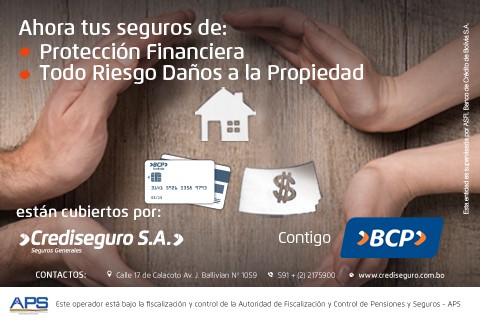 Ahora tus seguros de:
Protección Financiera
Todo Riesgo Daños a la Propiedad
Este entidad es supervisada por ASFI, Banco de Crédito de Bolivia S.A.
BCP
$
están cubiertos por:
Crediseguro S.A.
Seguros Generales
Contigo
BCP
CONTACTOS: Calle 17 de Calacoto Av. J. Ballivian N° 1059 591 + (2) 2175900 www.crediseguro.com.bo
APS Este operador está bajo la fiscalización y control de la Autoridad de Fiscalización y Control de Pensiones y Seguros - APS